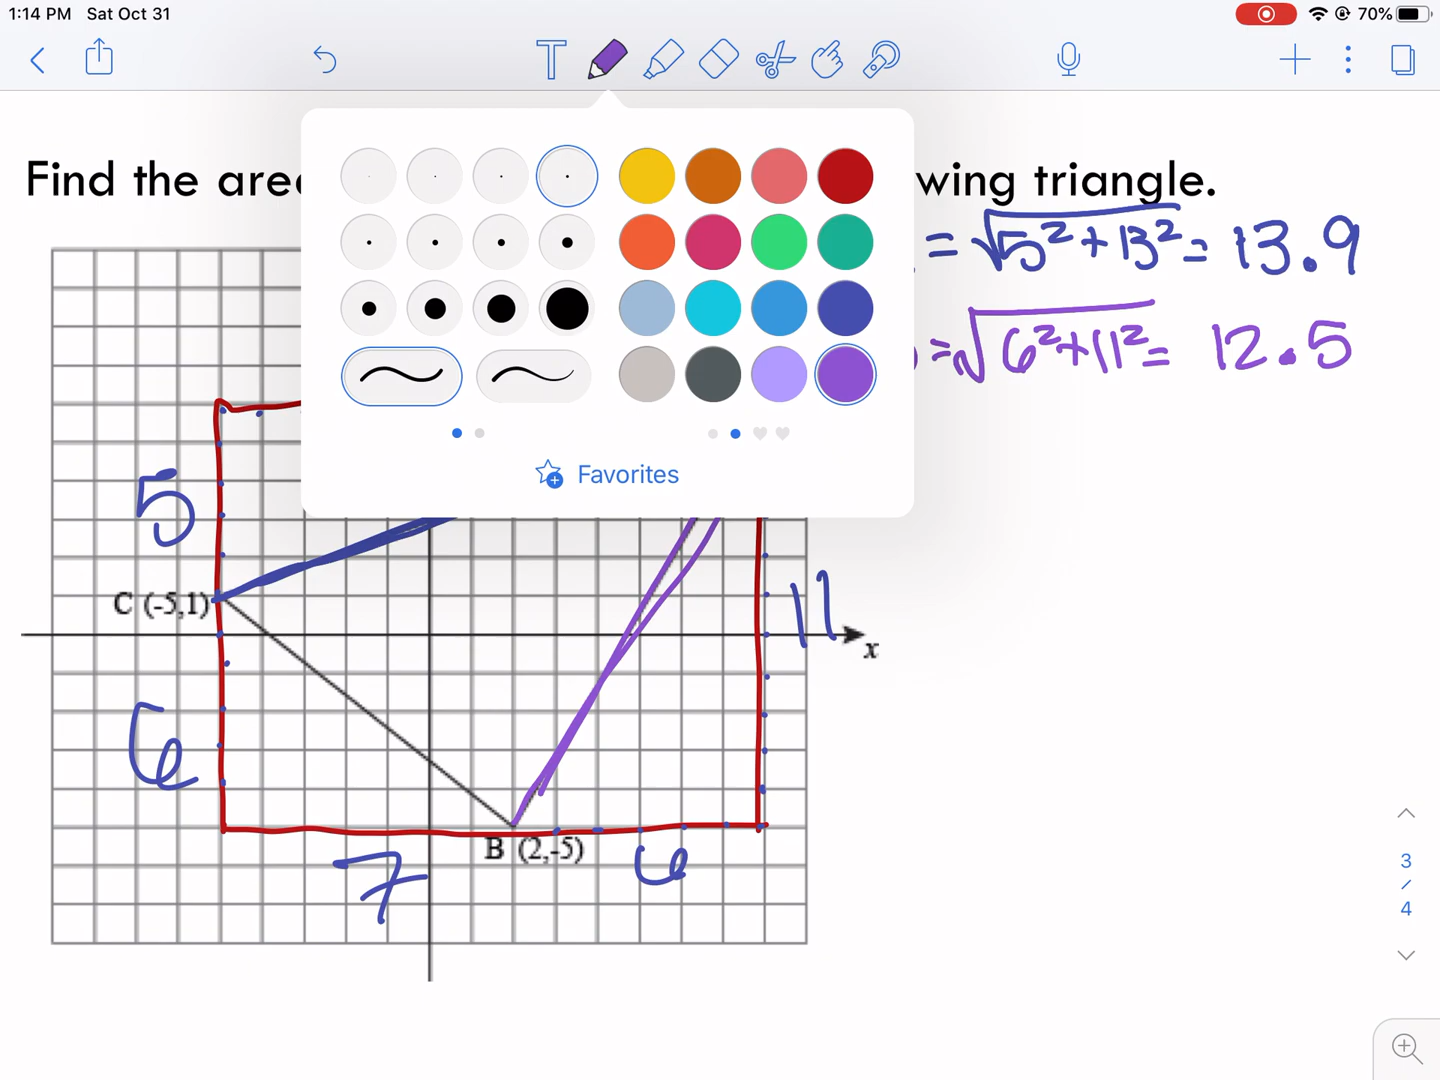 1:14 PM Sat Oct 31 70%
T
Favorites
Find the area wing triangle.
= √5²+13² = 13.9
= √6²+11² = 12.5
5
C (-5,1)
11
x
6
B (2,-5)
7
6
3
/
4